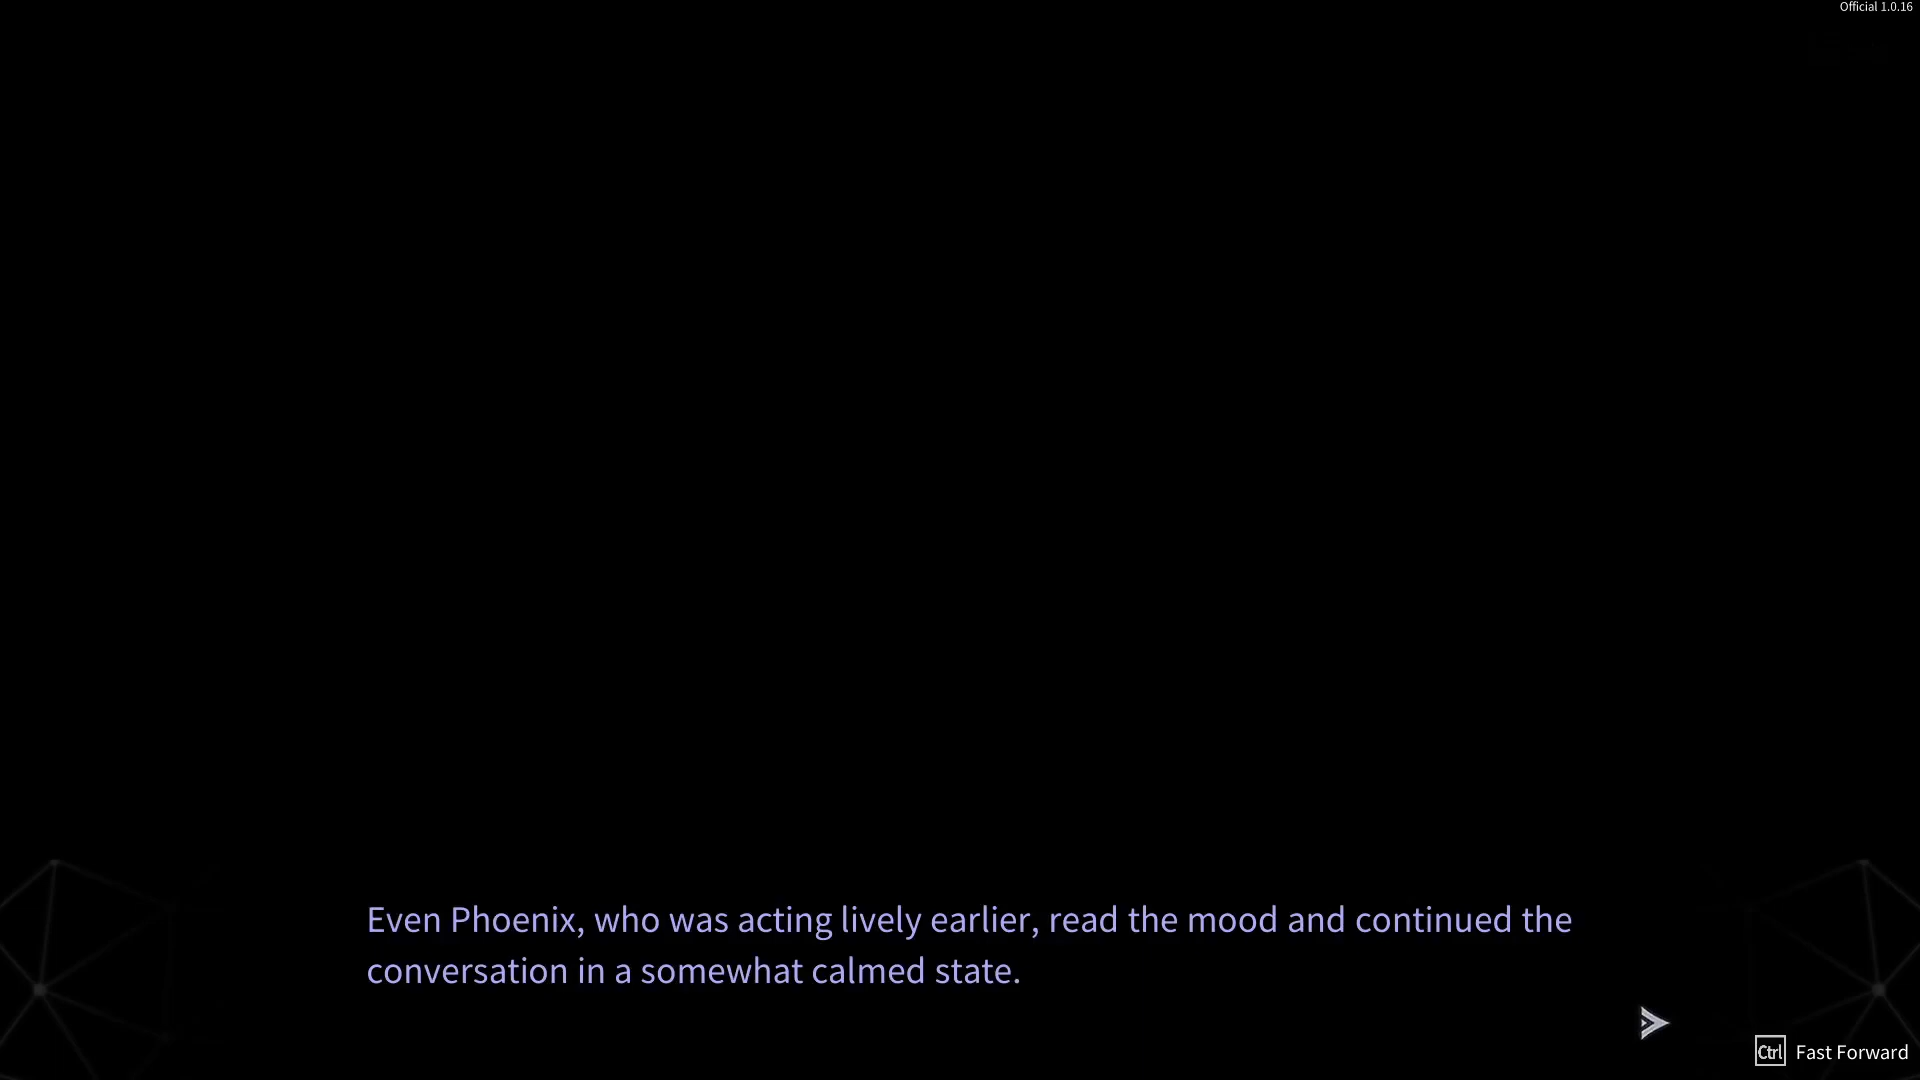 Official 1.0.16
Even Phoenix, who was acting lively earlier, read the mood and continued the
conversation in a somewhat calmed state.
Ctrl Fast Forward